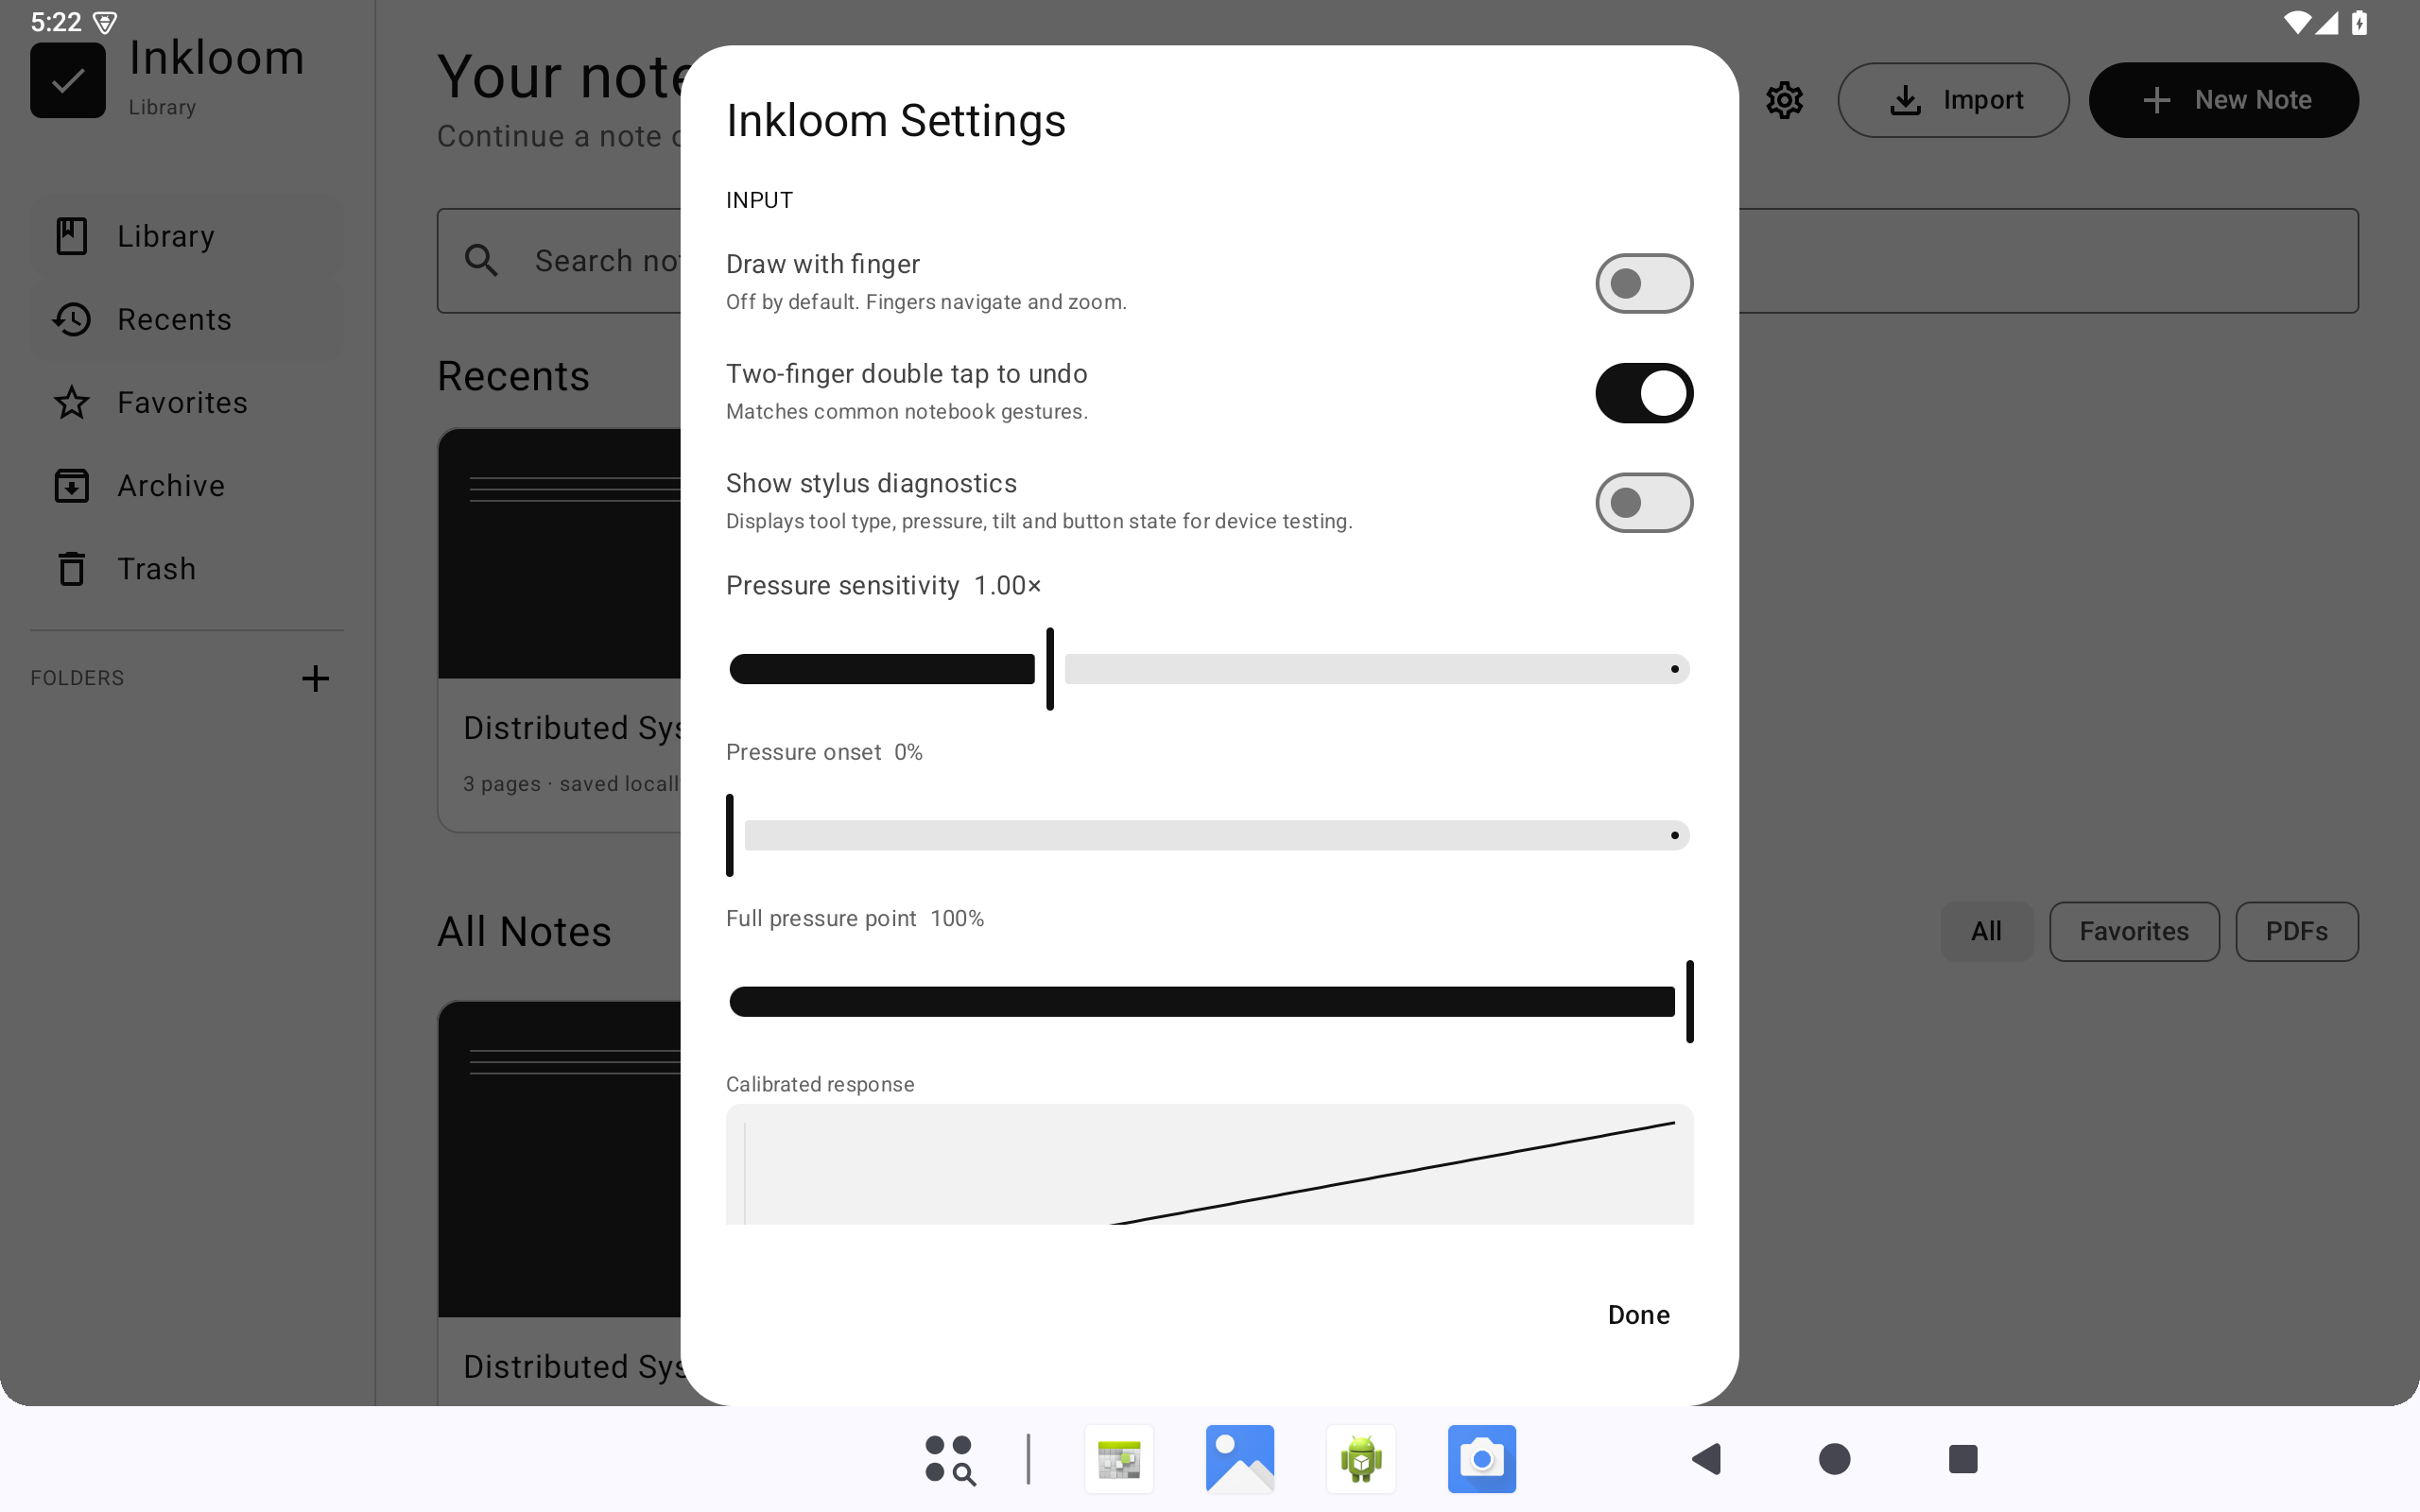 5:22
Inkloom
Library
Library
Recents
Favorites
Archive
Trash
FOLDERS
Your note
Continue a note
Import
New Note
Search no
Recents
Distributed Sys
3 pages · saved locall
All Notes
All
Favorites
PDFs
Distributed Sys
Inkloom Settings
INPUT
Draw with finger
Off by default. Fingers navigate and zoom.
Two-finger double tap to undo
Matches common notebook gestures.
Show stylus diagnostics
Displays tool type, pressure, tilt and button state for device testing.
Pressure sensitivity 1.00×
Pressure onset 0%
Full pressure point 100%
Calibrated response
Done